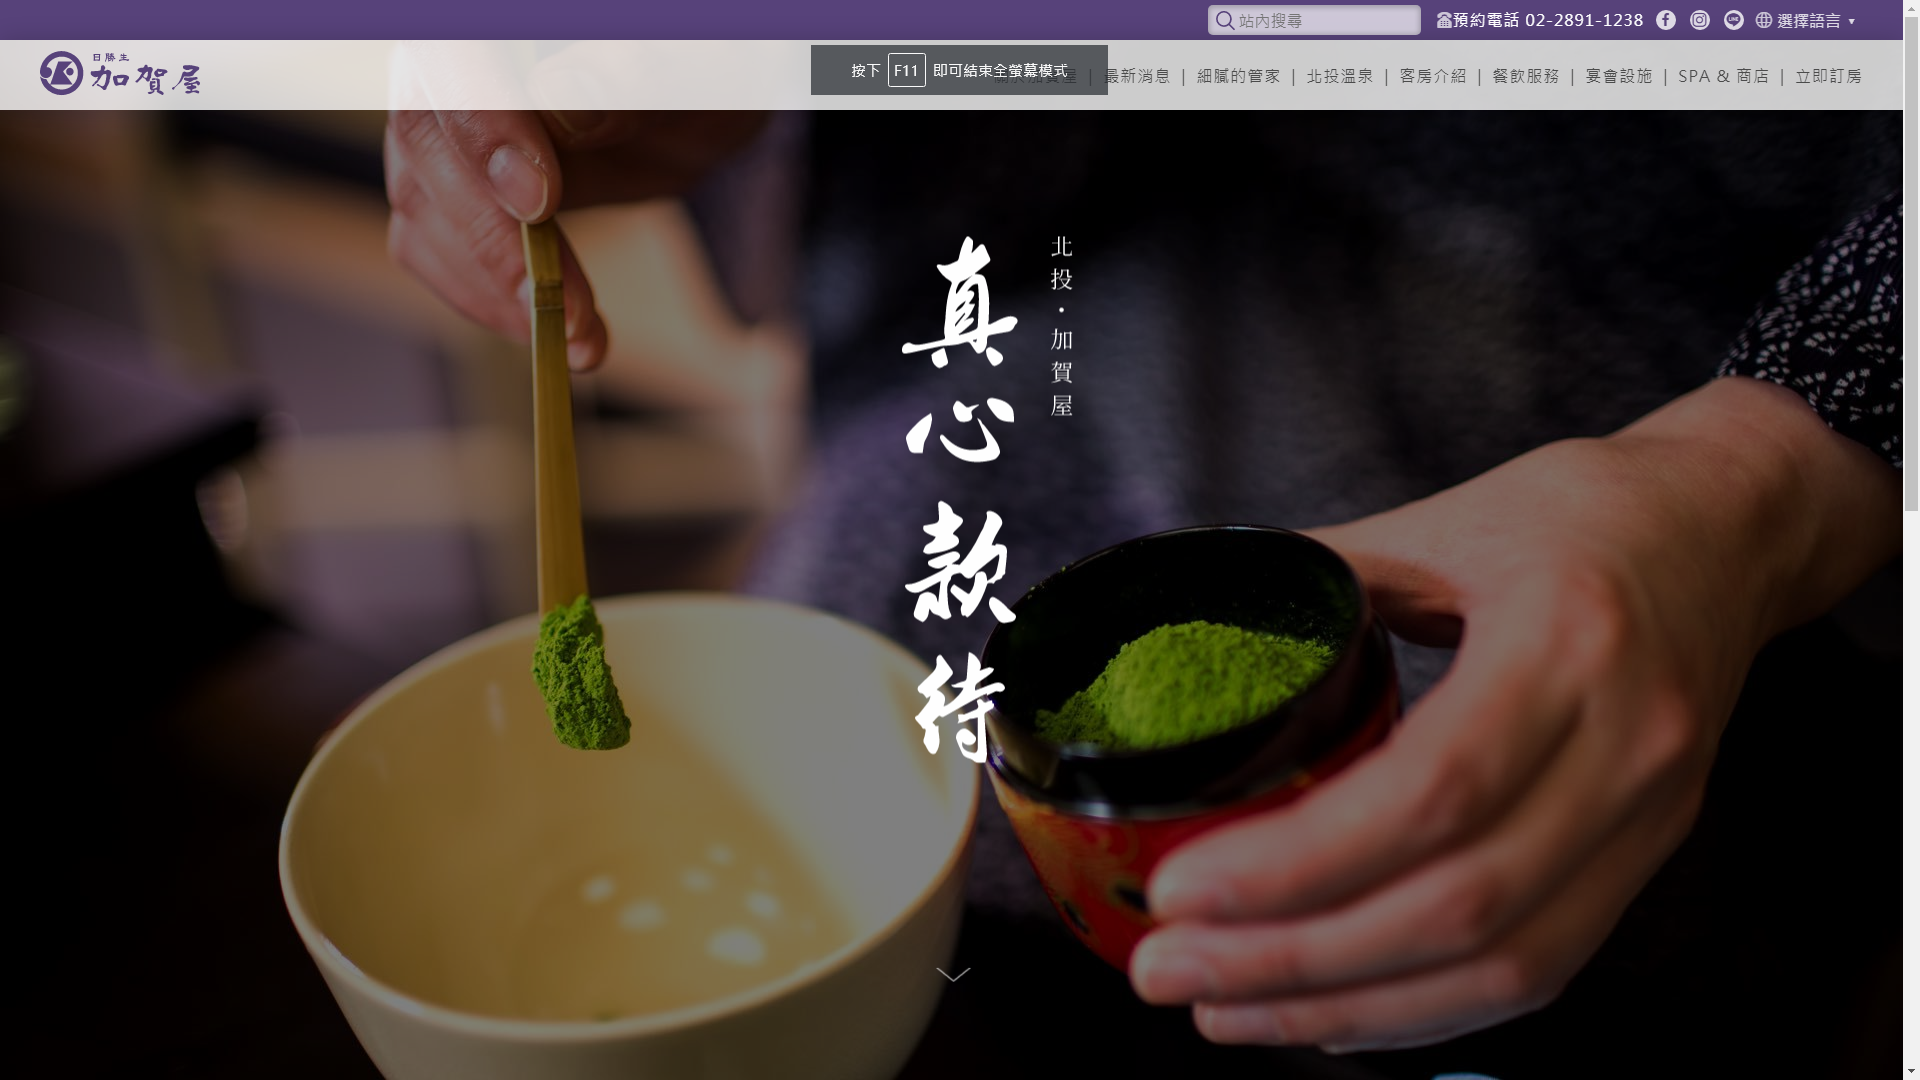 站內搜尋
預約電話 02-2891-1238
選擇語言 ▼
日勝生
加賀屋
按下 F11 即可結束全螢幕模式
| 最新消息 | 細膩的管家 | 北投溫泉 | 客房介紹 | 餐飲服務 | 宴會設施 | SPA & 商店 | 立即訂房
北投・加賀屋
真心款待